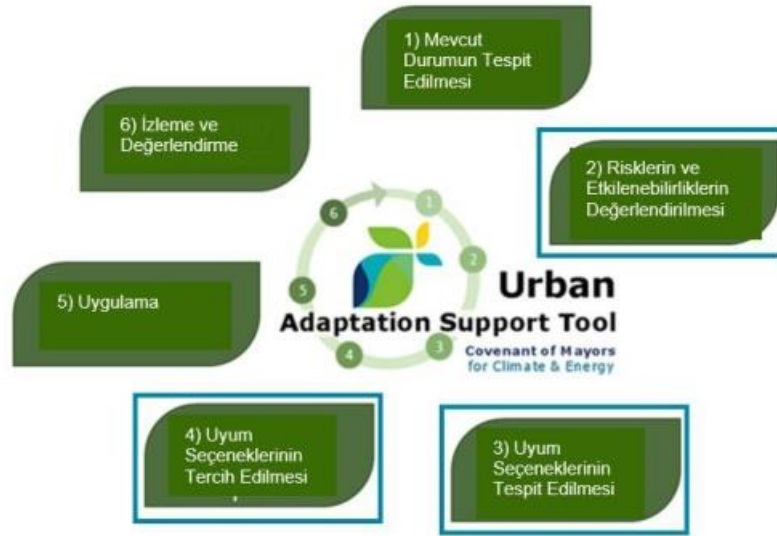 1) Mevcut
Durumun Tespit
Edilmesi
2) Risklerin ve
Etkilenebilirliklerin
Değerlendirilmesi
3) Uyum
Seçeneklerinin
Tespit Edilmesi
4) Uyum
Seçeneklerinin
Tercih Edilmesi
5) Uygulama
6) İzleme ve
Değerlendirme
1
2
3
4
5
6
Urban
Adaptation Support Tool
Covenant of Mayors
for Climate & Energy